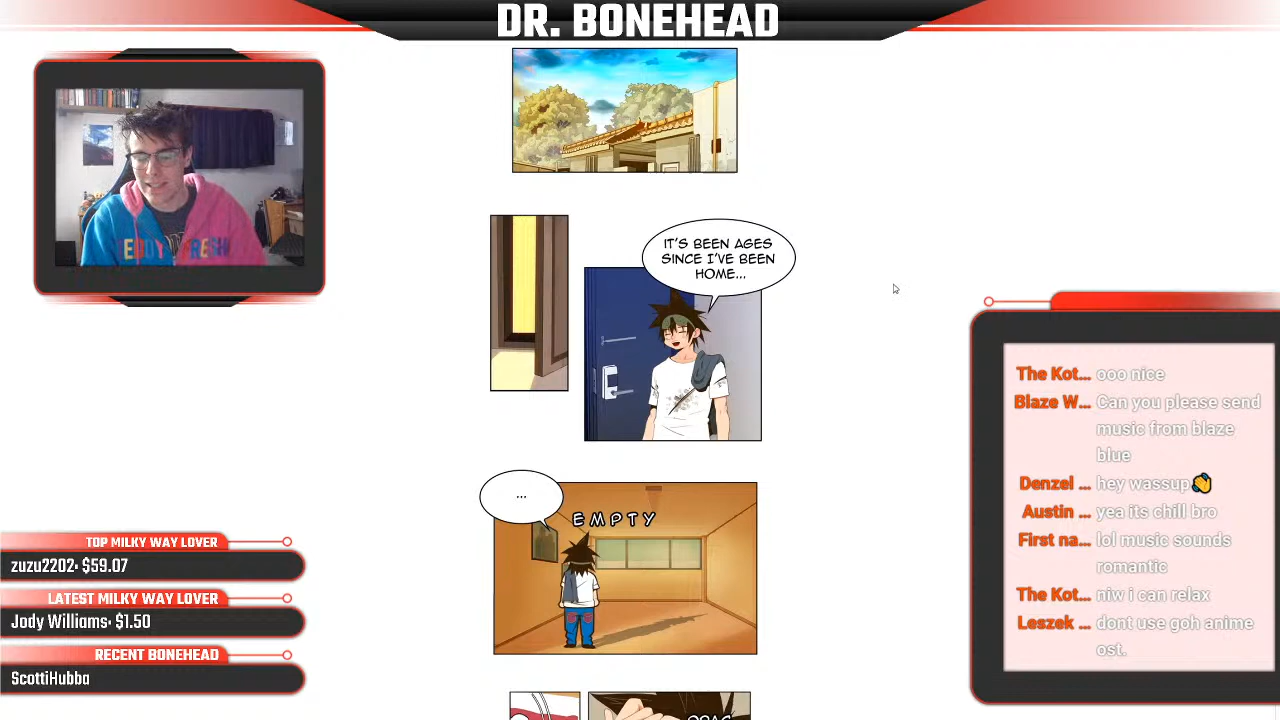 DR. BONEHEAD
IT'S BEEN AGES
SINCE I'VE BEEN
HOME...
...
EMPTY
TOP MILKY WAY LOVER
zuzu2202· $59.07
LATEST MILKY WAY LOVER
Jody Williams· $1.50
RECENT BONEHEAD
ScottiHubba
The Kot... ooo nice
Blaze W... Can you please send
music from blaze
blue
Denzel ... hey wassup👋
Austin ... yea its chill bro
First na... lol music sounds
romantic
The Kot... niw i can relax
Leszek ... dont use goh anime
ost.